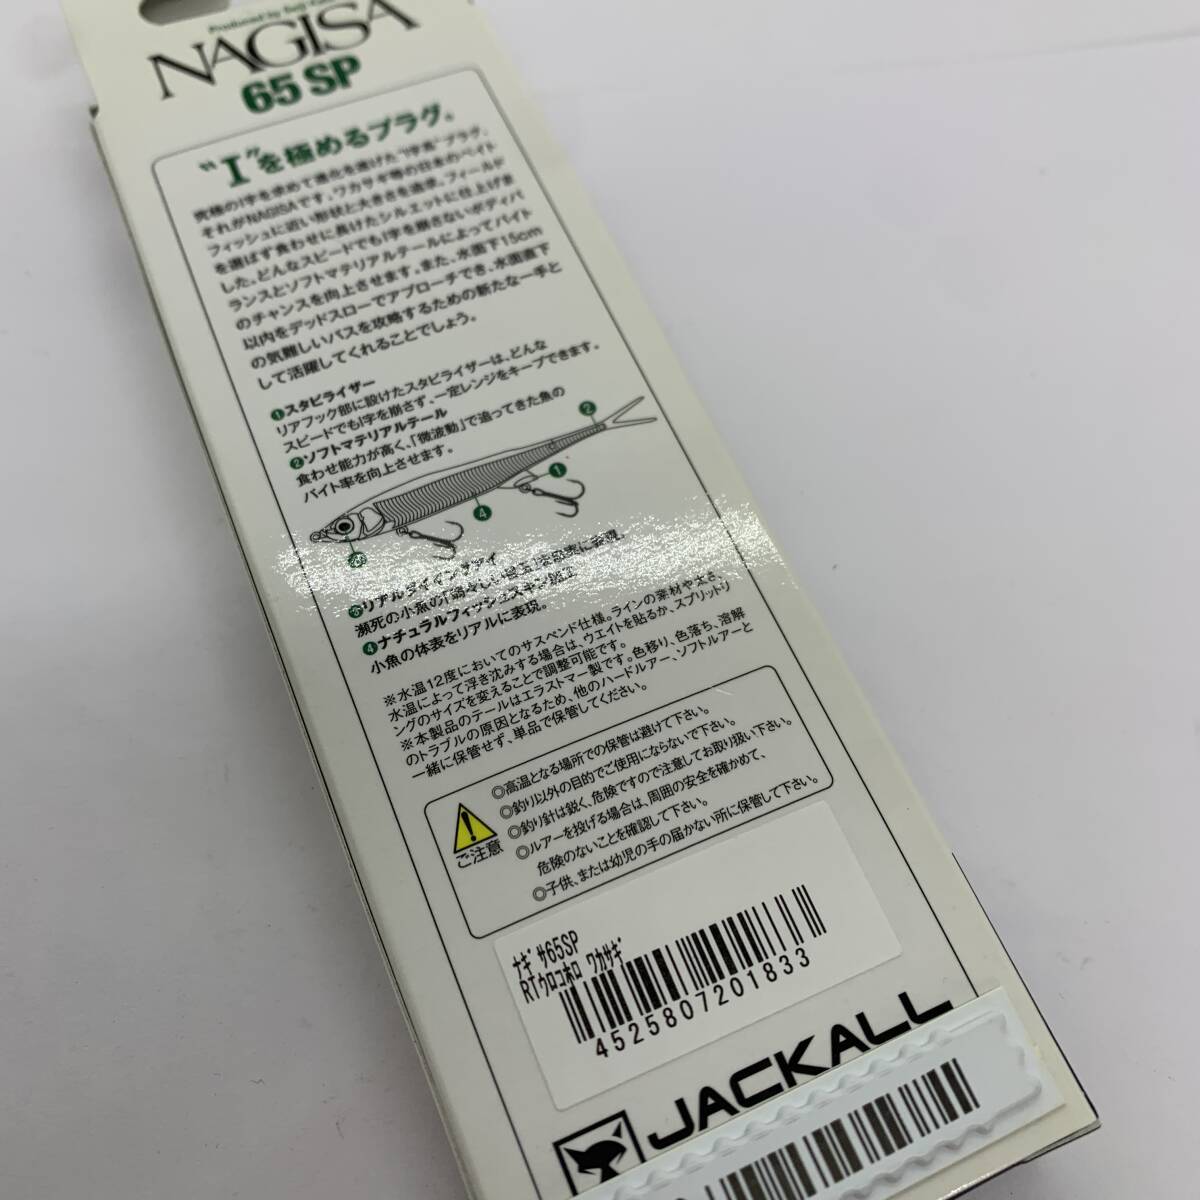 Produced by
NAGISA
65 SP
“I”を極めるプラグ。
究極のI字を求めて進化を遂げた“I字系”プラグ、
それがNAGISAです。ワカサギ等の日本のベイト
フィッシュに近い形状と大きさを追求。フィールド
を選ばず食わせに長けたシルエットに仕上げま
した。どんなスピードでもI字を崩さないボディバ
ランスとソフトマテリアルテールによってバイト
のチャンスを向上させます。また、水面下15cm
以内をデッドスローでアプローチでき、水面直下
の気難しいバスを攻略するための新たな一手と
して活躍してくれることでしょう。
❶スタビライザー
リアフック部に設けたスタビライザーは、どんな
スピードでもI字を崩さず、一定レンジをキープできます。
❷ソフトマテリアルテール
食わせ能力が高く、「微波動」で追ってきた魚の
バイト率を向上させます。
2
1
4
❸リアルダイイングアイ
瀕死の小魚の「弱々しい目玉」を忠実に表現。
❹ナチュラルフィッシュスキン加工
小魚の体表をリアルに表現。
※水温12度においてのサスペンド仕様。ラインの素材や太さ、
水温によって浮き沈みする場合は、ウエイトを貼るか、スプリットリ
ングのサイズを変えることで調整可能です。
※本製品のテールはエラストマー製です。色移り、色落ち、溶解
のトラブルの原因となるため、他のハードルアー、ソフトルアーと
一緒に保管せず、単品で保管してください。
ご注意
◎高温となる場所での保管は避けて下さい。
◎釣り以外の目的でご使用にならないで下さい。
◎釣り針は鋭く、危険ですので注意してお取り扱い下さい。
◎ルアーを投げる場合は、周囲の安全を確かめて、
危険のないことを確認して下さい。
◎子供、または幼児の手の届かない所に保管して下さい。
ﾅｷﾞｻ65SP
RTｳﾛｺﾎﾛ ﾜｶｻｷﾞ
4525807201833
JACKALL